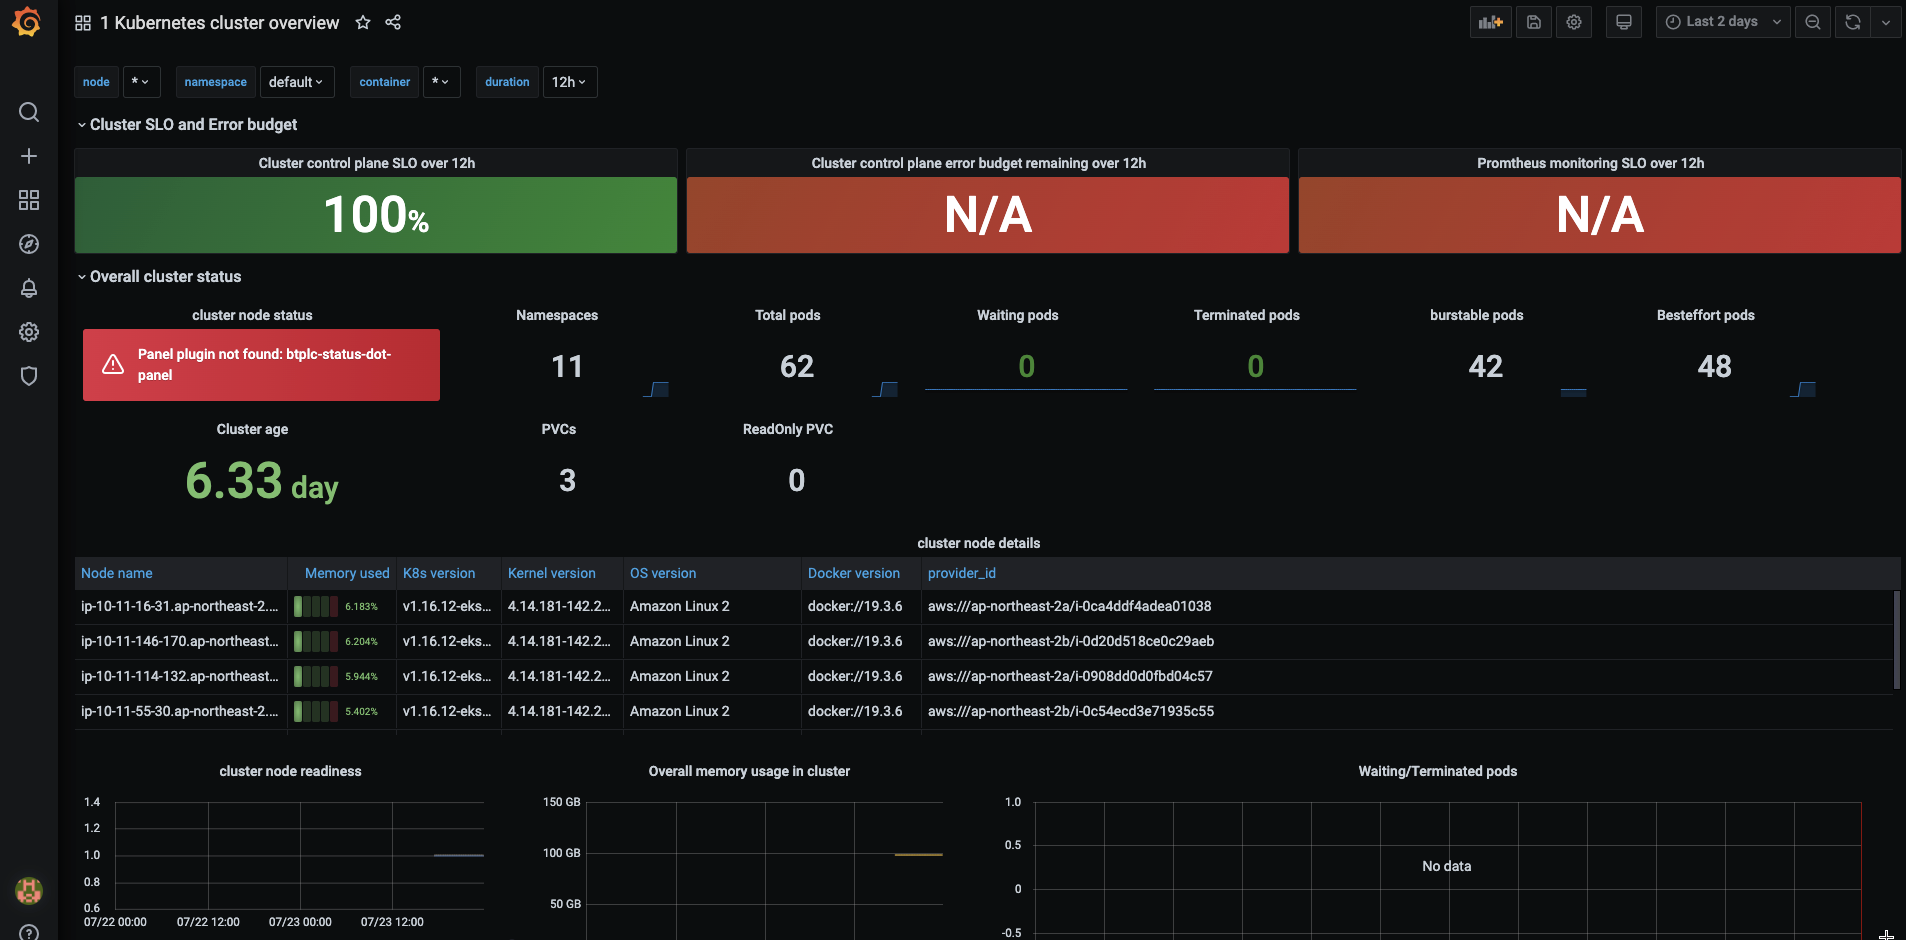 1 Kubernetes cluster overview
Last 2 days
node * namespace default container * duration 12h
Cluster SLO and Error budget
Cluster control plane SLO over 12h
100%
Cluster control plane error budget remaining over 12h
N/A
Promtheus monitoring SLO over 12h
N/A
Overall cluster status
cluster node status
Panel plugin not found: btplc-status-dot-
panel
Namespaces
11
Total pods
62
Waiting pods
0
Terminated pods
0
burstable pods
42
Besteffort pods
48
Cluster age
6.33 day
PVCs
3
ReadOnly PVC
0
cluster node details
Node name Memory used K8s version Kernel version OS version Docker version provider_id
ip-10-11-16-31.ap-northeast-2.... 6.183% v1.16.12-eks... 4.14.181-142.2... Amazon Linux 2 docker://19.3.6 aws:///ap-northeast-2a/i-0ca4ddf4adea01038
ip-10-11-146-170.ap-northeast... 6.204% v1.16.12-eks... 4.14.181-142.2... Amazon Linux 2 docker://19.3.6 aws:///ap-northeast-2b/i-0d20d518ce0c29aeb
ip-10-11-114-132.ap-northeast... 5.944% v1.16.12-eks... 4.14.181-142.2... Amazon Linux 2 docker://19.3.6 aws:///ap-northeast-2a/i-0908dd0d0fbd04c57
ip-10-11-55-30.ap-northeast-2.... 5.402% v1.16.12-eks... 4.14.181-142.2... Amazon Linux 2 docker://19.3.6 aws:///ap-northeast-2b/i-0c54ecd3e71935c55
cluster node readiness
1.4
1.2
1.0
0.8
0.6
07/22 00:00 07/22 12:00 07/23 00:00 07/23 12:00
Overall memory usage in cluster
150 GB
100 GB
50 GB
Waiting/Terminated pods
1.0
0.5
No data
0
-0.5